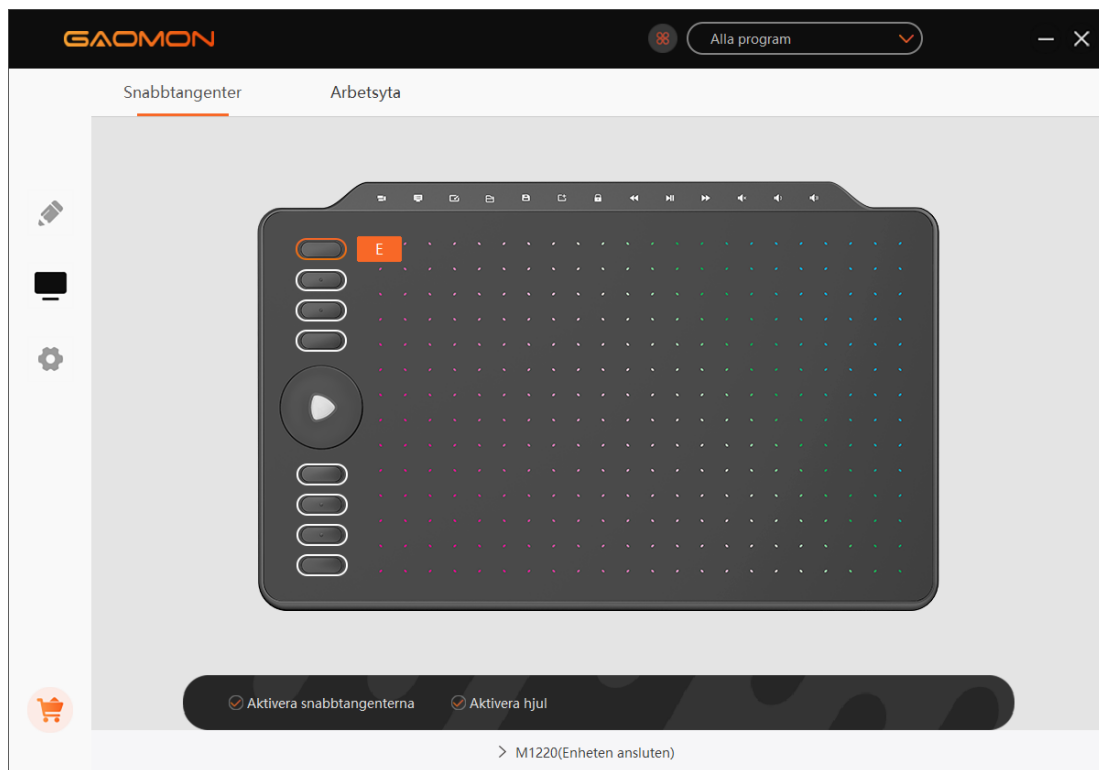 GAOMON
Alla program
Snabbtangenter
Arbetsyta
E
Aktivera snabbtangenterna
Aktivera hjul
M1220(Enheten ansluten)